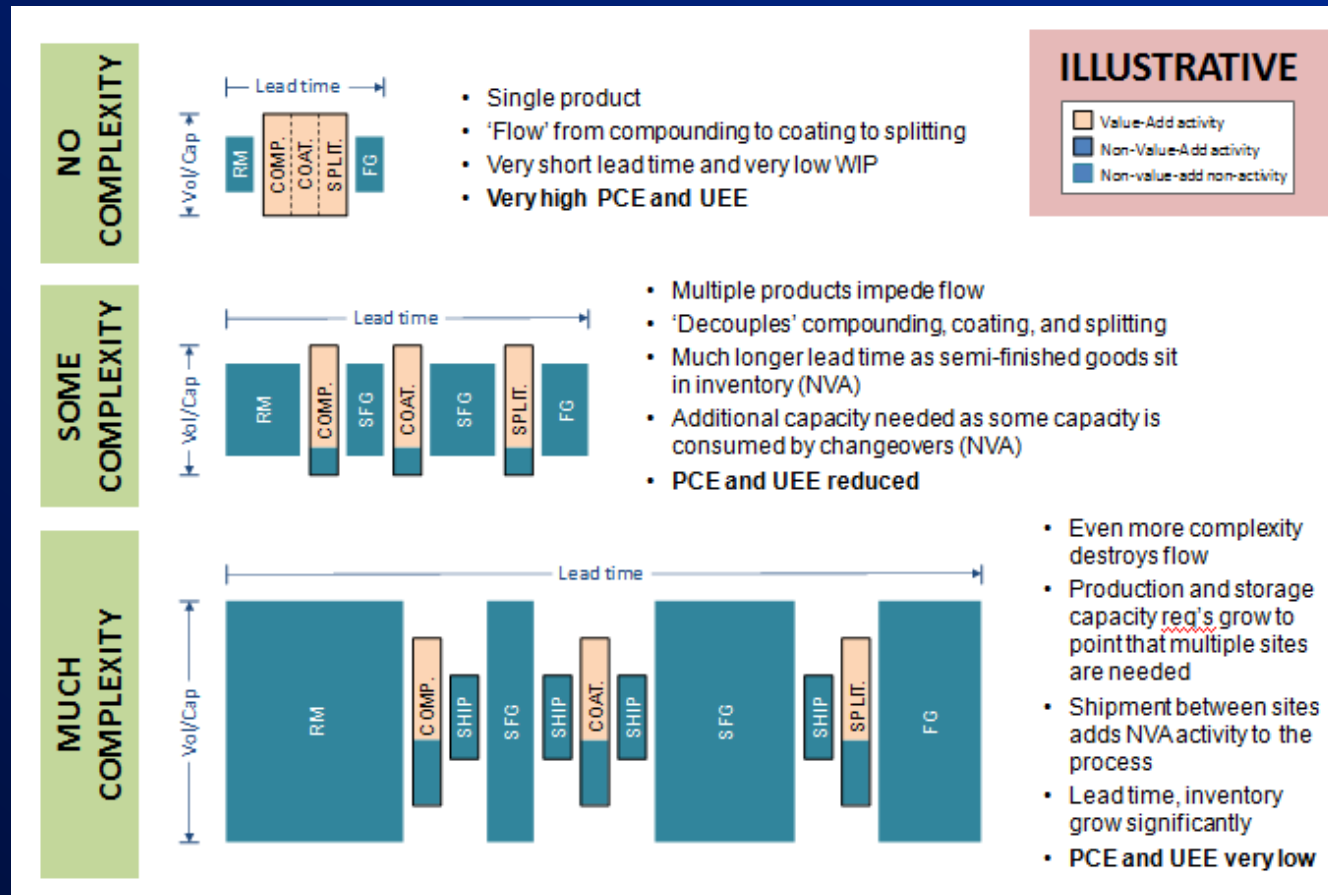 NO
COMPLEXITY
Lead time
Vol/Cap
RM
COMP.
COAT.
SPLIT.
FG
• Single product
• ‘Flow’ from compounding to coating to splitting
• Very short lead time and very low WIP
• Very high PCE and UEE
ILLUSTRATIVE
Value-Add activity
Non-Value-Add activity
Non-value-add non-activity
SOME
COMPLEXITY
Lead time
Vol/Cap
RM
COMP.
SFG
COAT.
SFG
SPLIT.
FG
• Multiple products impede flow
• ‘Decouples’ compounding, coating, and splitting
• Much longer lead time as semi-finished goods sit
in inventory (NVA)
• Additional capacity needed as some capacity is
consumed by changeovers (NVA)
• PCE and UEE reduced
MUCH
COMPLEXITY
Lead time
Vol/Cap
RM
COMP.
SHIP
SFG
SHIP
COAT.
SHIP
SFG
SHIP
SPLIT.
FG
• Even more complexity
destroys flow
• Production and storage
capacity req’s grow to
point that multiple sites
are needed
• Shipment between sites
adds NVA activity to the
process
• Lead time, inventory
grow significantly
• PCE and UEE very low